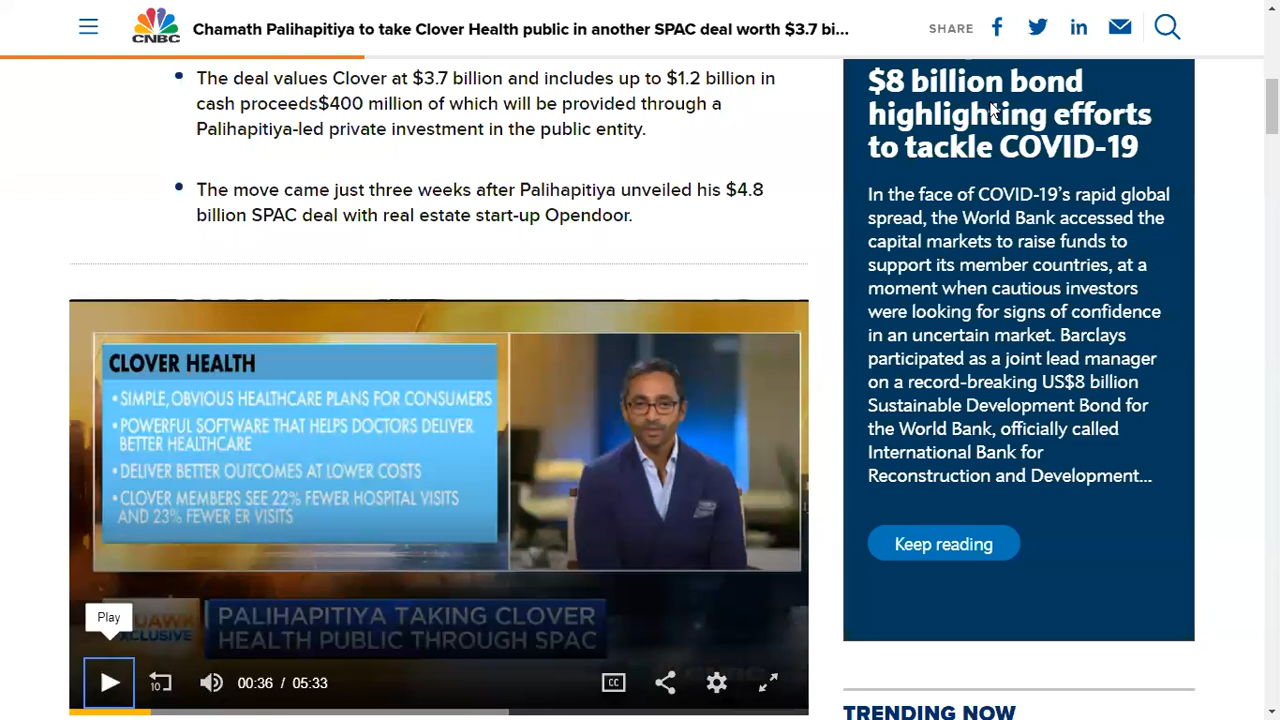 CNBC
Chamath Palihapitiya to take Clover Health public in another SPAC deal worth $3.7 bi...
SHARE
The deal values Clover at $3.7 billion and includes up to $1.2 billion in
cash proceeds$400 million of which will be provided through a
Palihapitiya-led private investment in the public entity.
The move came just three weeks after Palihapitiya unveiled his $4.8
billion SPAC deal with real estate start-up Opendoor.
CLOVER HEALTH
•SIMPLE, OBVIOUS HEALTHCARE PLANS FOR CONSUMERS
•POWERFUL SOFTWARE THAT HELPS DOCTORS DELIVER
BETTER HEALTHCARE
•DELIVER BETTER OUTCOMES AT LOWER COSTS
•CLOVER MEMBERS SEE 22% FEWER HOSPITAL VISITS
AND 23% FEWER ER VISITS
PALIHAPITIYA TAKING CLOVER
HEALTH PUBLIC THROUGH SPAC
Play
10
00:36 / 05:33
CC
$8 billion bond
highlighting efforts
to tackle COVID-19
In the face of COVID-19's rapid global
spread, the World Bank accessed the
capital markets to raise funds to
support its member countries, at a
moment when cautious investors
were looking for signs of confidence
in an uncertain market. Barclays
participated as a joint lead manager
on a record-breaking US$8 billion
Sustainable Development Bond for
the World Bank, officially called
International Bank for
Reconstruction and Development...
Keep reading
TRENDING NOW